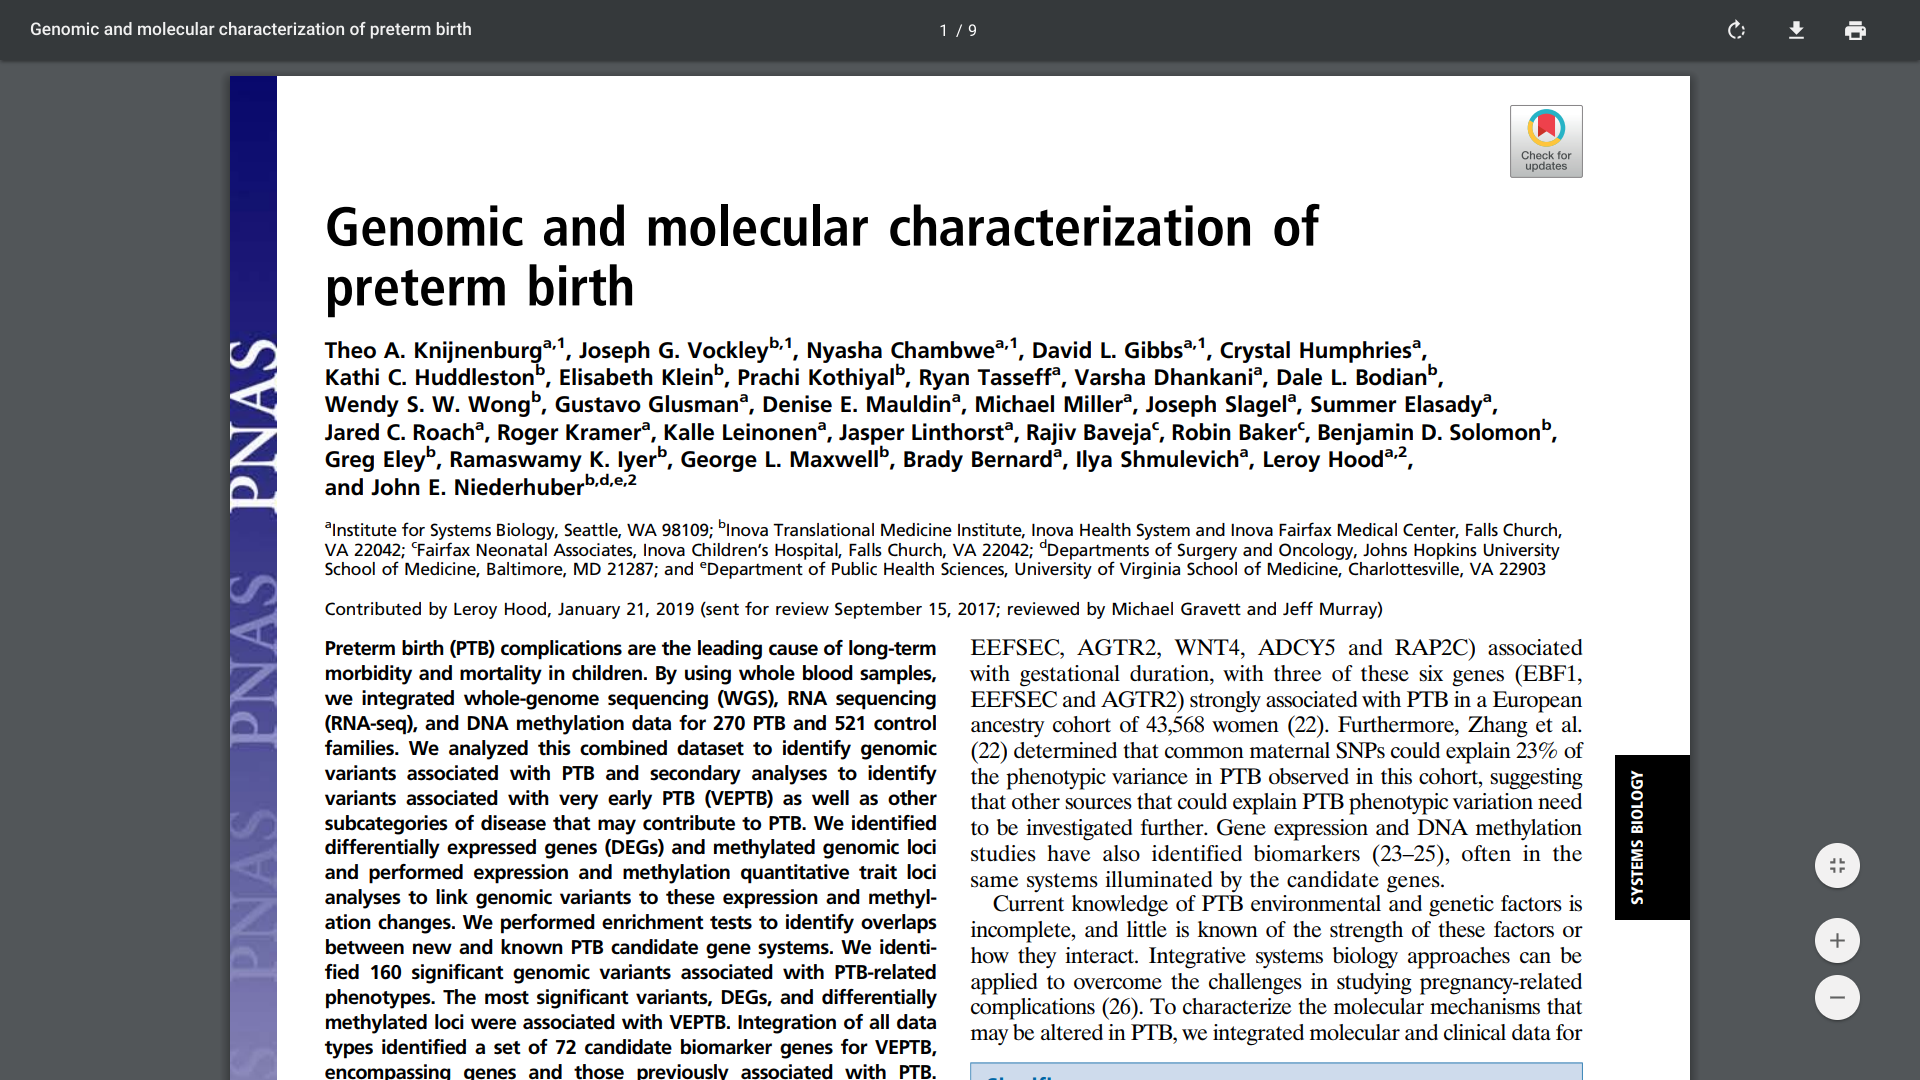 Genomic and molecular characterization of preterm birth
1 / 9
Check for
updates
Genomic and molecular characterization of
preterm birth
Theo A. Knijnenburga,1, Joseph G. Vockleyb,1, Nyasha Chambwea,1, David L. Gibbsa,1, Crystal Humphriesa,
Kathi C. Huddlestonb, Elisabeth Kleinb, Prachi Kothiyalb, Ryan Tasseffa, Varsha Dhankania, Dale L. Bodianb,
Wendy S. W. Wongb, Gustavo Glusmana, Denise E. Mauldina, Michael Millera, Joseph Slagela, Summer Elasadya,
Jared C. Roacha, Roger Kramera, Kalle Leinonena, Jasper Linthorsta, Rajiv Bavejac, Robin Bakerc, Benjamin D. Solomonb,
Greg Eleyb, Ramaswamy K. Iyerb, George L. Maxwellb, Brady Bernarda, Ilya Shmulevicha, Leroy Hooda,2,
and John E. Niederhuberb,d,e,2
aInstitute for Systems Biology, Seattle, WA 98109; bInova Translational Medicine Institute, Inova Health System and Inova Fairfax Medical Center, Falls Church,
VA 22042; cFairfax Neonatal Associates, Inova Children's Hospital, Falls Church, VA 22042; dDepartments of Surgery and Oncology, Johns Hopkins University
School of Medicine, Baltimore, MD 21287; and eDepartment of Public Health Sciences, University of Virginia School of Medicine, Charlottesville, VA 22903
Contributed by Leroy Hood, January 21, 2019 (sent for review September 15, 2017; reviewed by Michael Gravett and Jeff Murray)
Preterm birth (PTB) complications are the leading cause of long-term
morbidity and mortality in children. By using whole blood samples,
we integrated whole-genome sequencing (WGS), RNA sequencing
(RNA-seq), and DNA methylation data for 270 PTB and 521 control
families. We analyzed this combined dataset to identify genomic
variants associated with PTB and secondary analyses to identify
variants associated with very early PTB (VEPTB) as well as other
subcategories of disease that may contribute to PTB. We identified
differentially expressed genes (DEGs) and methylated genomic loci
and performed expression and methylation quantitative trait loci
analyses to link genomic variants to these expression and methyl-
ation changes. We performed enrichment tests to identify overlaps
between new and known PTB candidate gene systems. We identi-
fied 160 significant genomic variants associated with PTB-related
phenotypes. The most significant variants, DEGs, and differentially
methylated loci were associated with VEPTB. Integration of all data
types identified a set of 72 candidate biomarker genes for VEPTB,
encompassing genes and those previously associated with PTB.
EEFSEC, AGTR2, WNT4, ADCY5 and RAP2C) associated
with gestational duration, with three of these six genes (EBF1,
EEFSEC and AGTR2) strongly associated with PTB in a European
ancestry cohort of 43,568 women (22). Furthermore, Zhang et al.
(22) determined that common maternal SNPs could explain 23% of
the phenotypic variance in PTB observed in this cohort, suggesting
that other sources that could explain PTB phenotypic variation need
to be investigated further. Gene expression and DNA methylation
studies have also identified biomarkers (23–25), often in the
same systems illuminated by the candidate genes.
Current knowledge of PTB environmental and genetic factors is
incomplete, and little is known of the strength of these factors or
how they interact. Integrative systems biology approaches can be
applied to overcome the challenges in studying pregnancy-related
complications (26). To characterize the molecular mechanisms that
may be altered in PTB, we integrated molecular and clinical data for
SYSTEMS BIOLOGY
PNAS
PNAS
PNAS